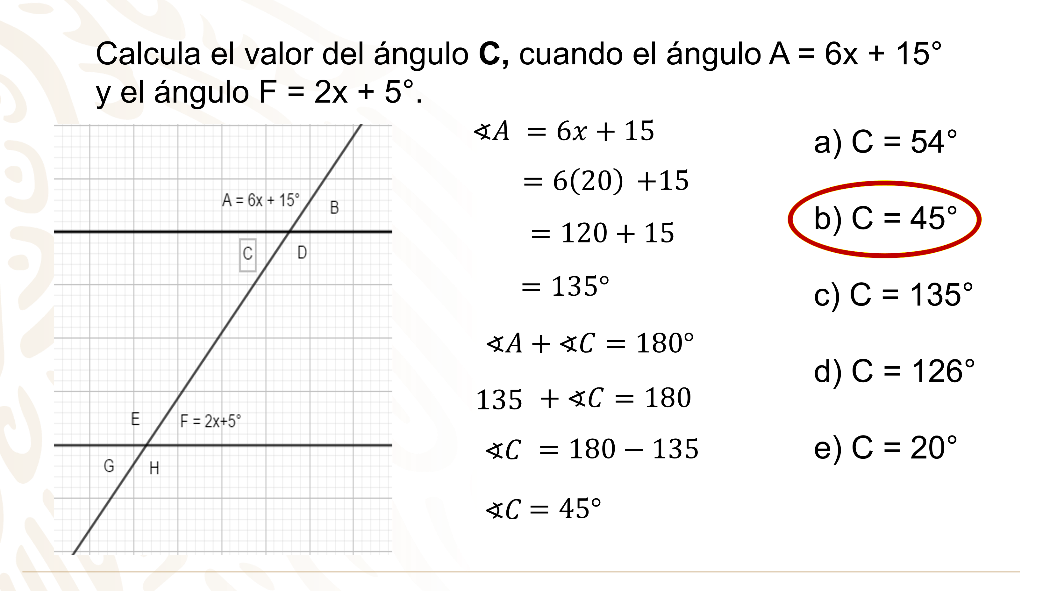 Calcula el valor del ángulo C, cuando el ángulo A = 6x + 15°
y el ángulo F = 2x + 5°.
A = 6x + 15°
B
C
D
E
F = 2x+5°
G
H
∢A = 6x + 15
= 6(20) +15
= 120 + 15
= 135°
∢A + ∢C = 180°
135 + ∢C = 180
∢C = 180 − 135
∢C = 45°
a) C = 54°
b) C = 45°
c) C = 135°
d) C = 126°
e) C = 20°